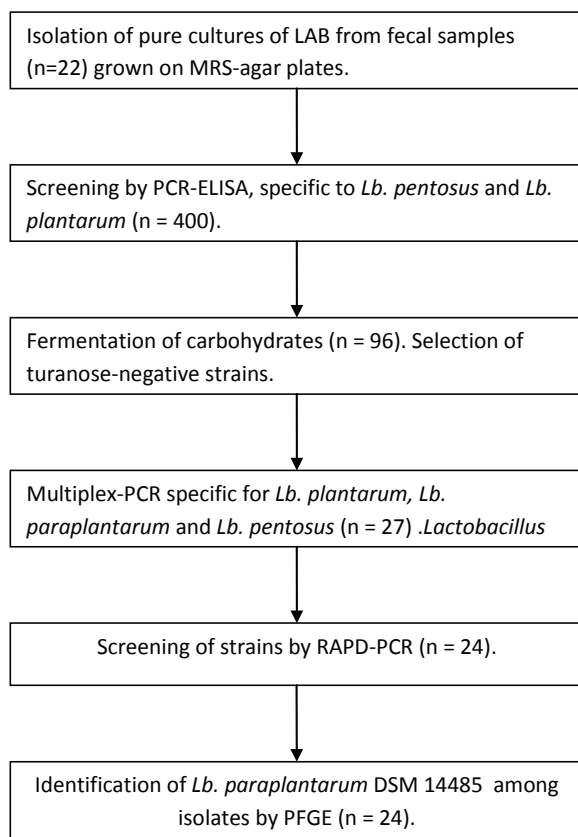 Isolation of pure cultures of LAB from fecal samples
(n=22) grown on MRS-agar plates.
Screening by PCR-ELISA, specific to Lb. pentosus and Lb.
plantarum (n = 400).
Fermentation of carbohydrates (n = 96). Selection of
turanose-negative strains.
Multiplex-PCR specific for Lb. plantarum, Lb.
paraplantarum and Lb. pentosus (n = 27) .Lactobacillus
Screening of strains by RAPD-PCR (n = 24).
Identification of Lb. paraplantarum DSM 14485 among
isolates by PFGE (n = 24).